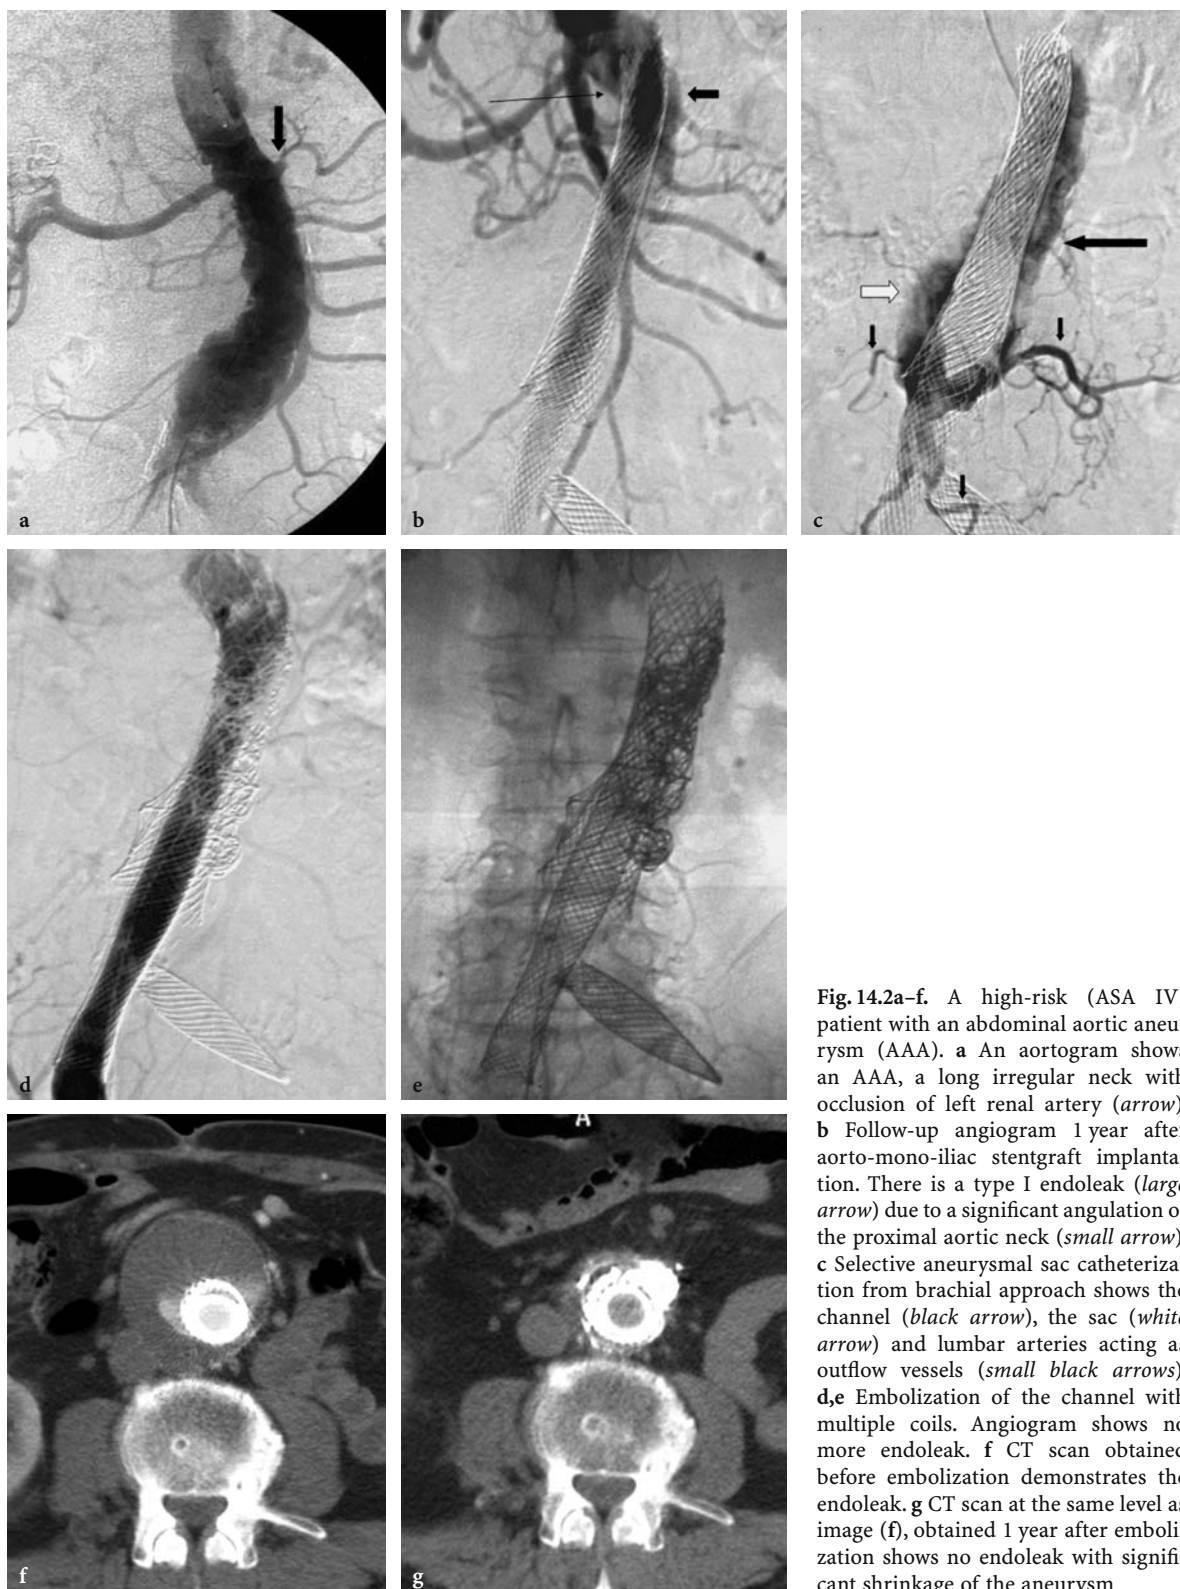 a
b
c
d
e
A
f
g
Fig. 14.2a–f. A high-risk (ASA IV)
patient with an abdominal aortic aneu-
rysm (AAA). a An aortogram shows
an AAA, a long irregular neck with
occlusion of left renal artery (arrow)
b Follow-up angiogram 1 year after
aorto-mono-iliac stentgraft implanta-
tion. There is a type I endoleak (large
arrow) due to a significant angulation of
the proximal aortic neck (small arrow)
c Selective aneurysmal sac catheteriza-
tion from brachial approach shows the
channel (black arrow), the sac (white
arrow) and lumbar arteries acting as
outflow vessels (small black arrows)
d,e Embolization of the channel with
multiple coils. Angiogram shows no
more endoleak. f CT scan obtained
before embolization demonstrates the
endoleak. g CT scan at the same level as
image (f), obtained 1 year after emboli-
zation shows no endoleak with signifi-
cant shrinkage of the aneurysm